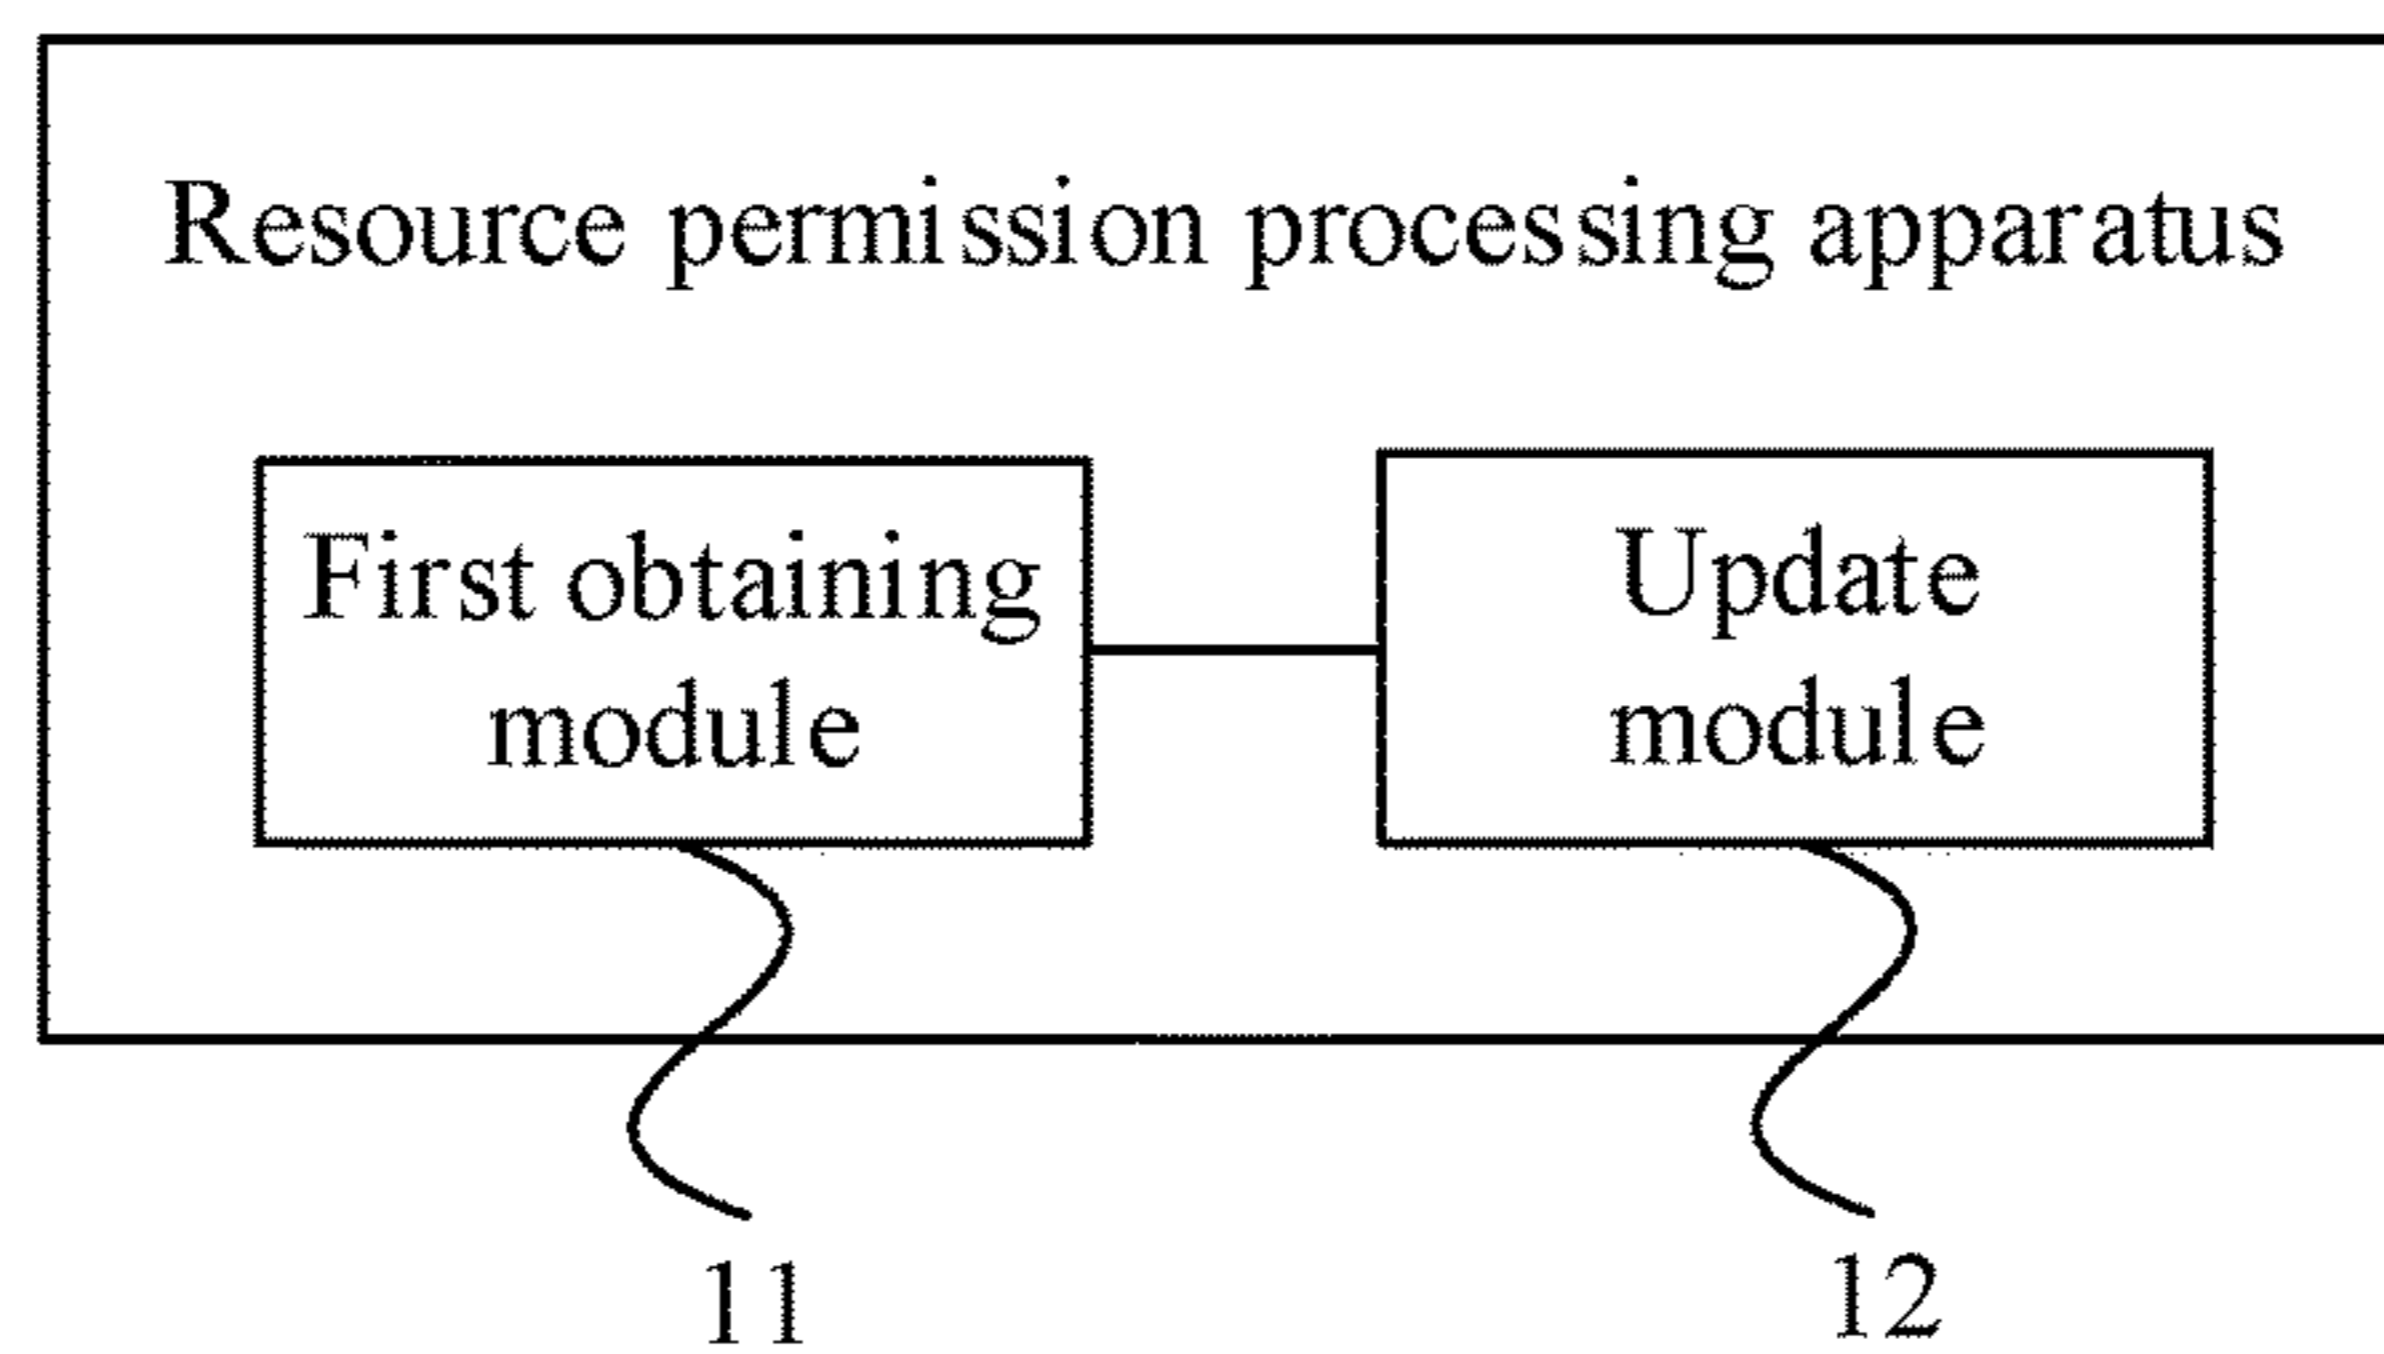 Resource permission processing apparatus
First obtaining
module
Update
module
11
12